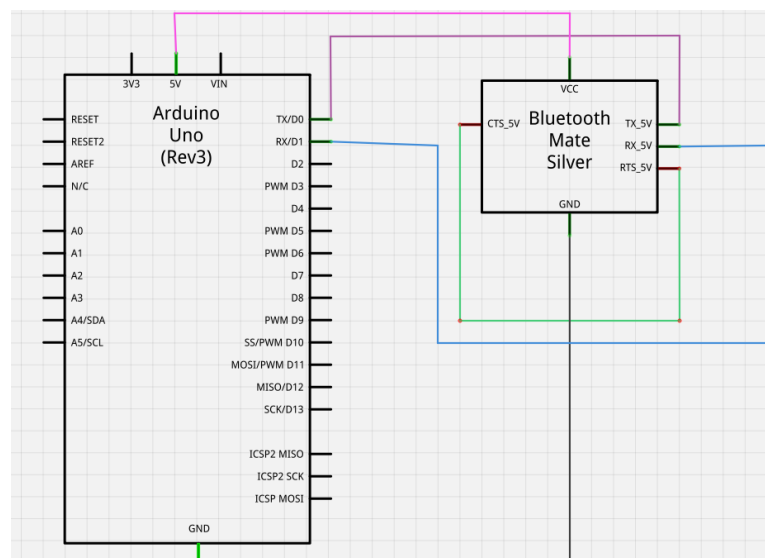 3V3
5V
VIN
Arduino
Uno
(Rev3)
RESET
RESET2
AREF
N/C
A0
A1
A2
A3
A4/SDA
A5/SCL
TX/D0
RX/D1
D2
PWM D3
D4
PWM D5
PWM D6
D7
D8
PWM D9
SS/PWM D10
MOSI/PWM D11
MISO/D12
SCK/D13
ICSP2 MISO
ICSP2 SCK
ICSP MOSI
GND
VCC
Bluetooth
Mate
Silver
CTS_5V
TX_5V
RX_5V
RTS_5V
GND